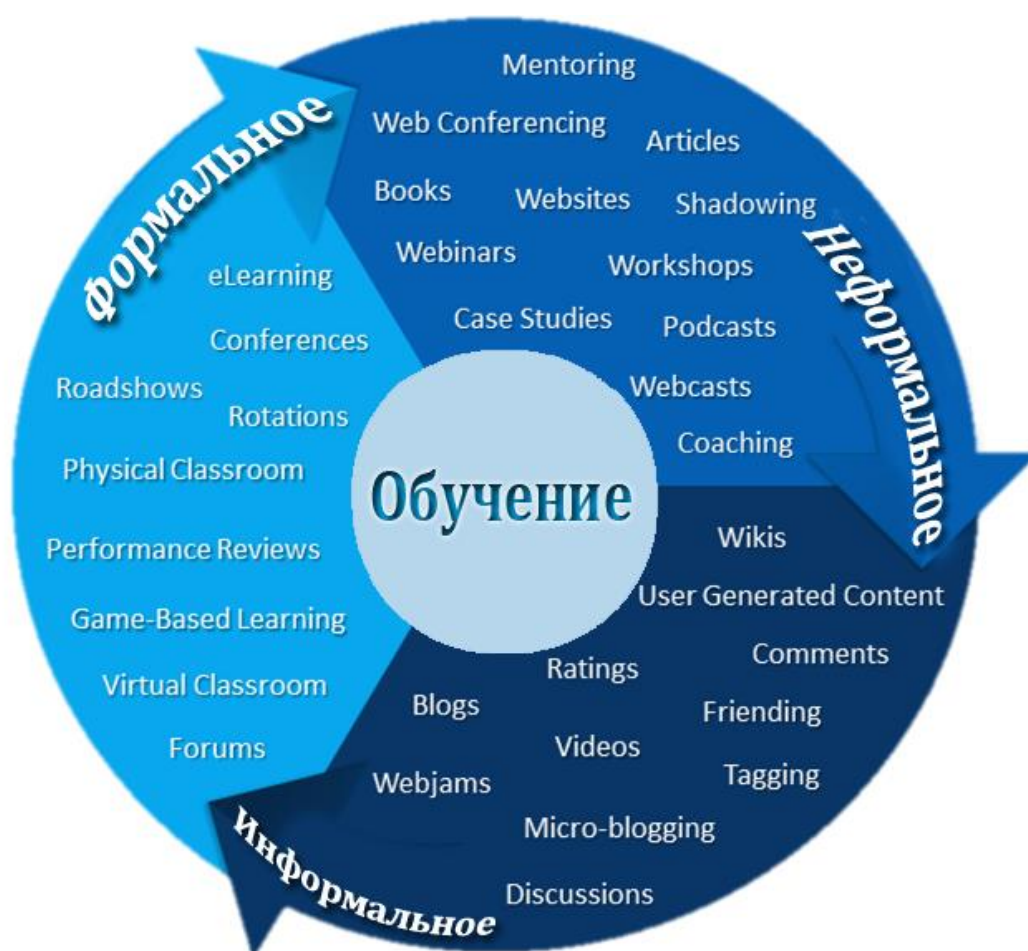 Формальное
eLearning
Conferences
Roadshows
Rotations
Physical Classroom
Performance Reviews
Game-Based Learning
Virtual Classroom
Forums
Неформальное
Mentoring
Web Conferencing
Articles
Books
Websites
Shadowing
Webinars
Workshops
Case Studies
Podcasts
Webcasts
Coaching
Обучение
Информальное
Wikis
User Generated Content
Comments
Ratings
Blogs
Friending
Videos
Tagging
Webjams
Micro-blogging
Discussions